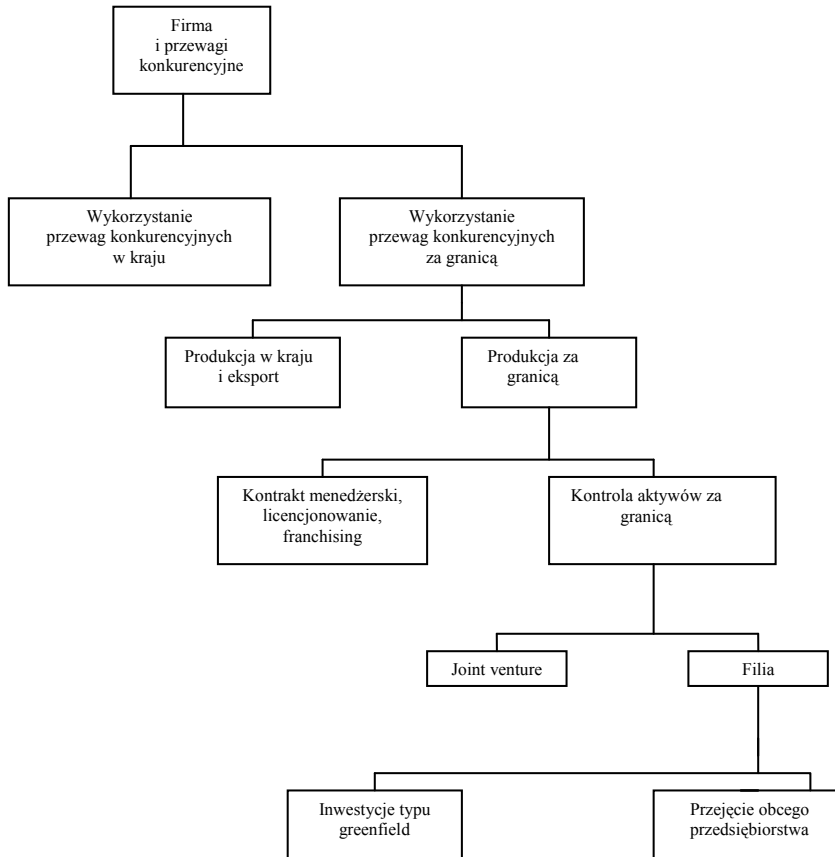 Firma
i przewagi
konkurencyjne
Wykorzystanie
przewag konkurencyjnych
w kraju
Wykorzystanie
przewag konkurencyjnych
za granicą
Produkcja w kraju
i eksport
Produkcja za
granicą
Kontrakt menedżerski,
licencjonowanie,
franchising
Kontrola aktywów za
granicą
Joint venture
Filia
Inwestycje typu
greenfield
Przejęcie obcego
przedsiębiorstwa